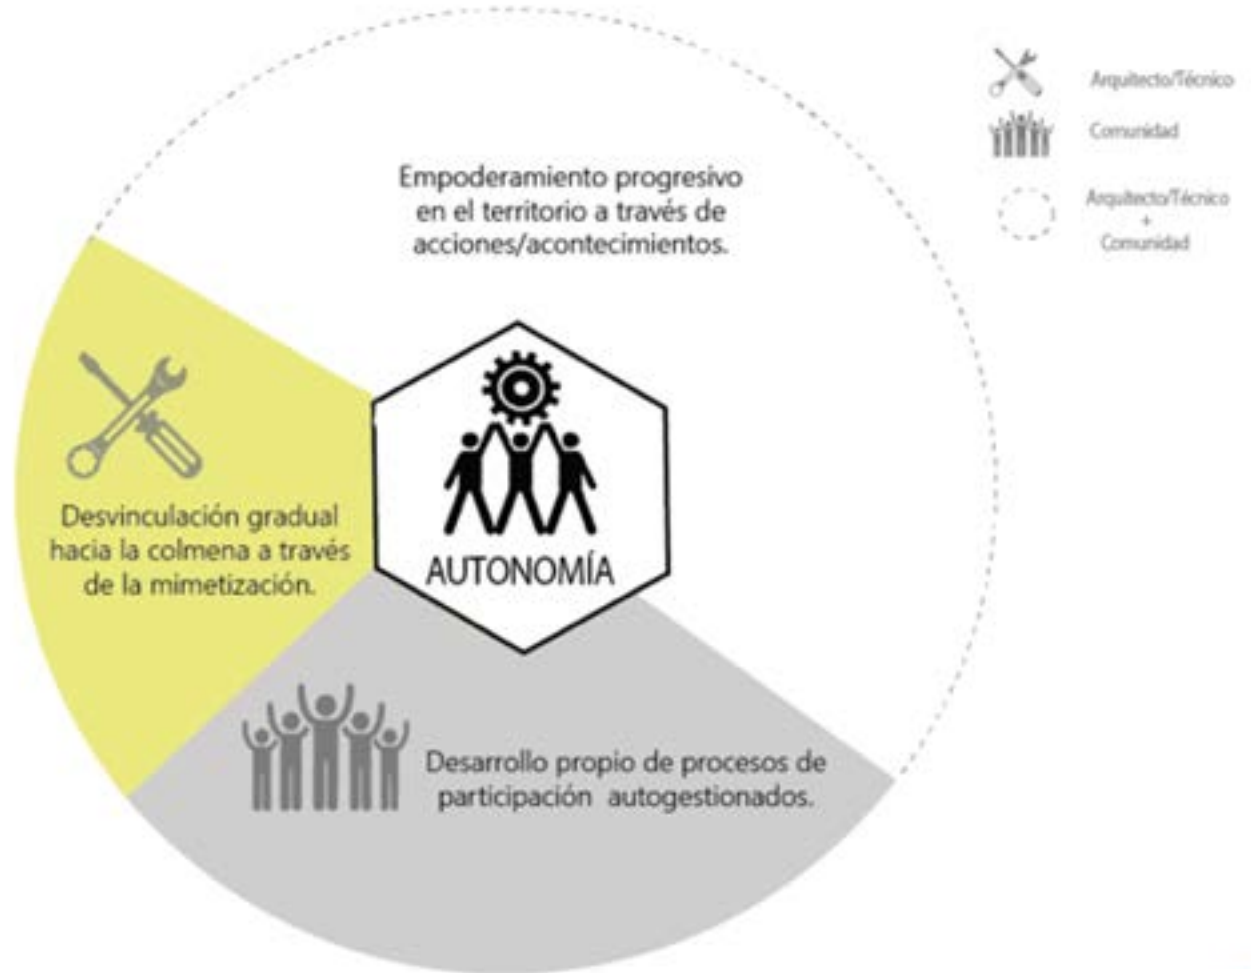 Arquitecto/Técnico
Comunidad
Arquitecto/Técnico
+
Comunidad
Empoderamiento progresivo
en el territorio a través de
acciones/acontecimientos.
Desvinculación gradual
hacia la colmena a través
de la mimetización.
AUTONOMÍA
Desarrollo propio de procesos de
participación autogestionados.